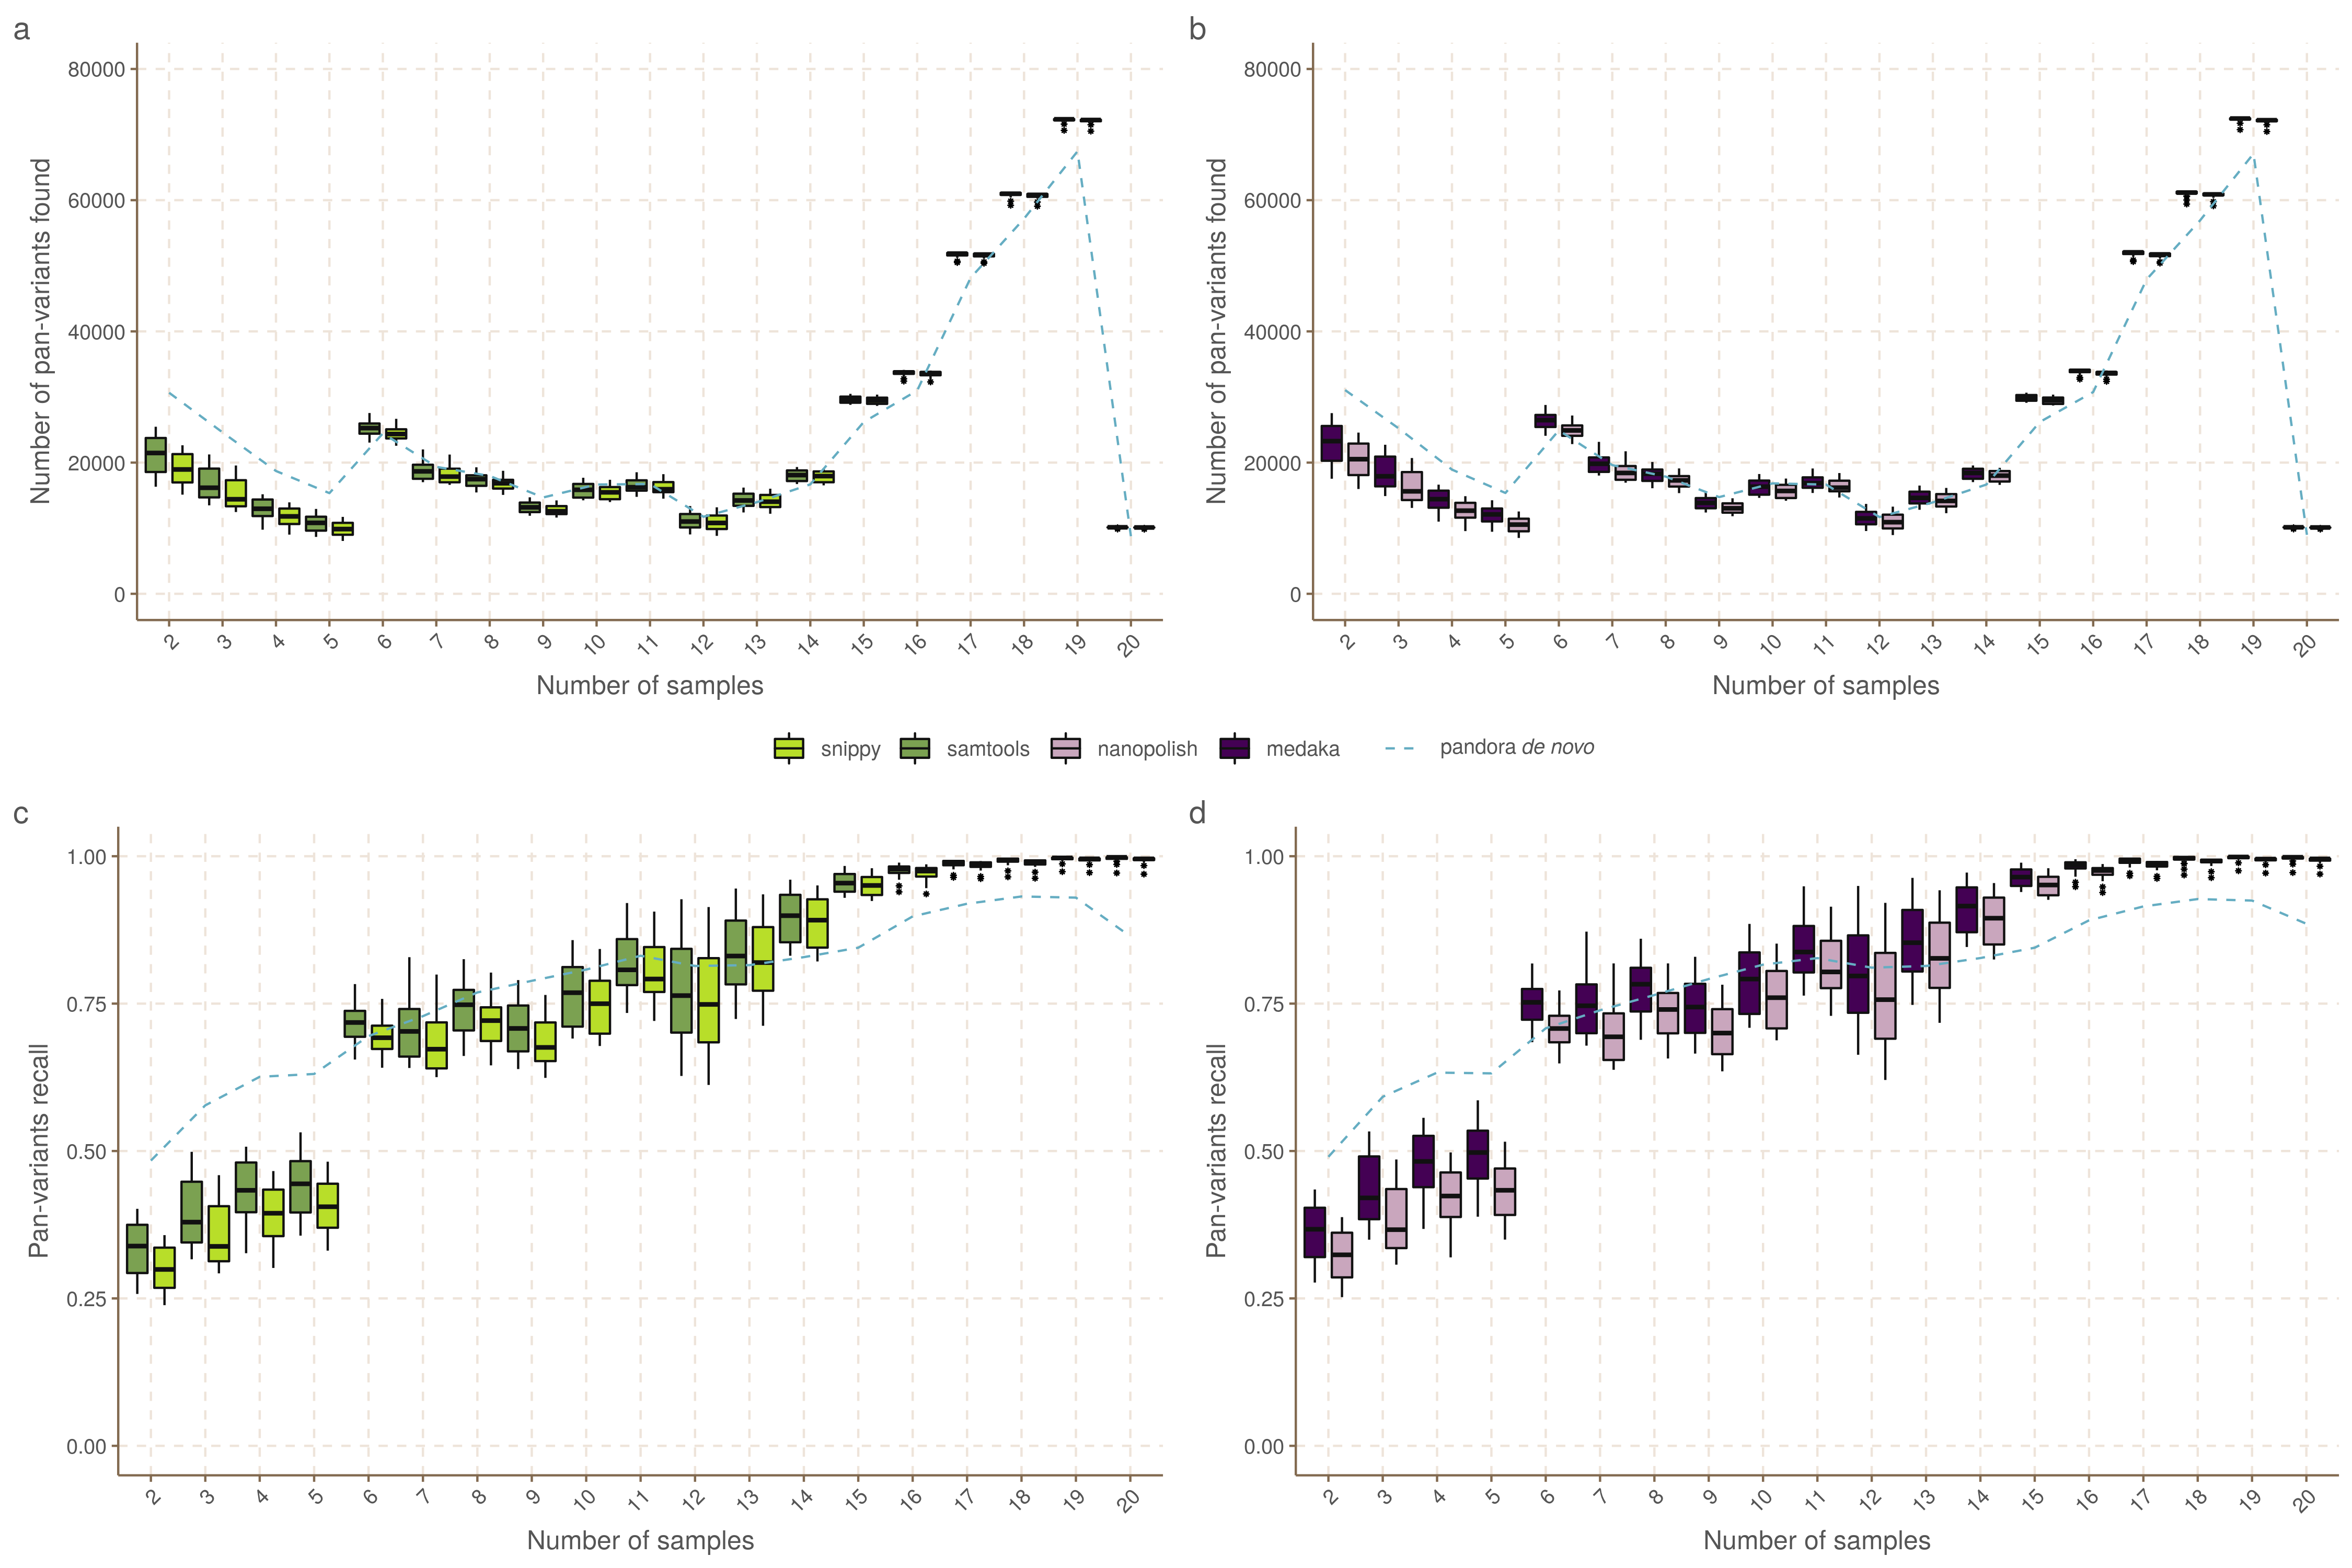 a
Number of pan-variants found
80000
60000
40000
20000
0
2 3 4 5 6 7 8 9 10 11 12 13 14 15 16 17 18 19 20
Number of samples
b
Number of pan-variants found
80000
60000
40000
20000
0
2 3 4 5 6 7 8 9 10 11 12 13 14 15 16 17 18 19 20
Number of samples
snippy samtools nanopolish medaka pandora de novo
c
Pan-variants recall
1.00
0.75
0.50
0.25
0.00
2 3 4 5 6 7 8 9 10 11 12 13 14 15 16 17 18 19 20
Number of samples
d
Pan-variants recall
1.00
0.75
0.50
0.25
0.00
2 3 4 5 6 7 8 9 10 11 12 13 14 15 16 17 18 19 20
Number of samples